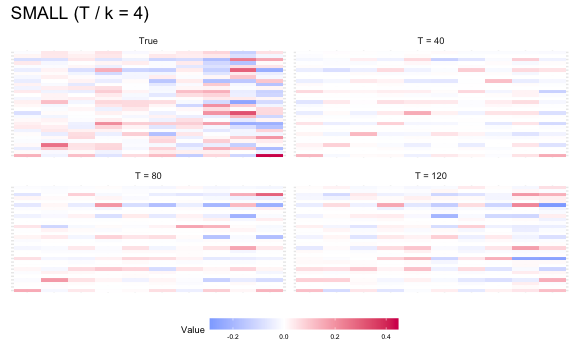 SMALL (T / k = 4)
True
T = 40
T = 80
T = 120
Value
-0.2 0.0 0.2 0.4